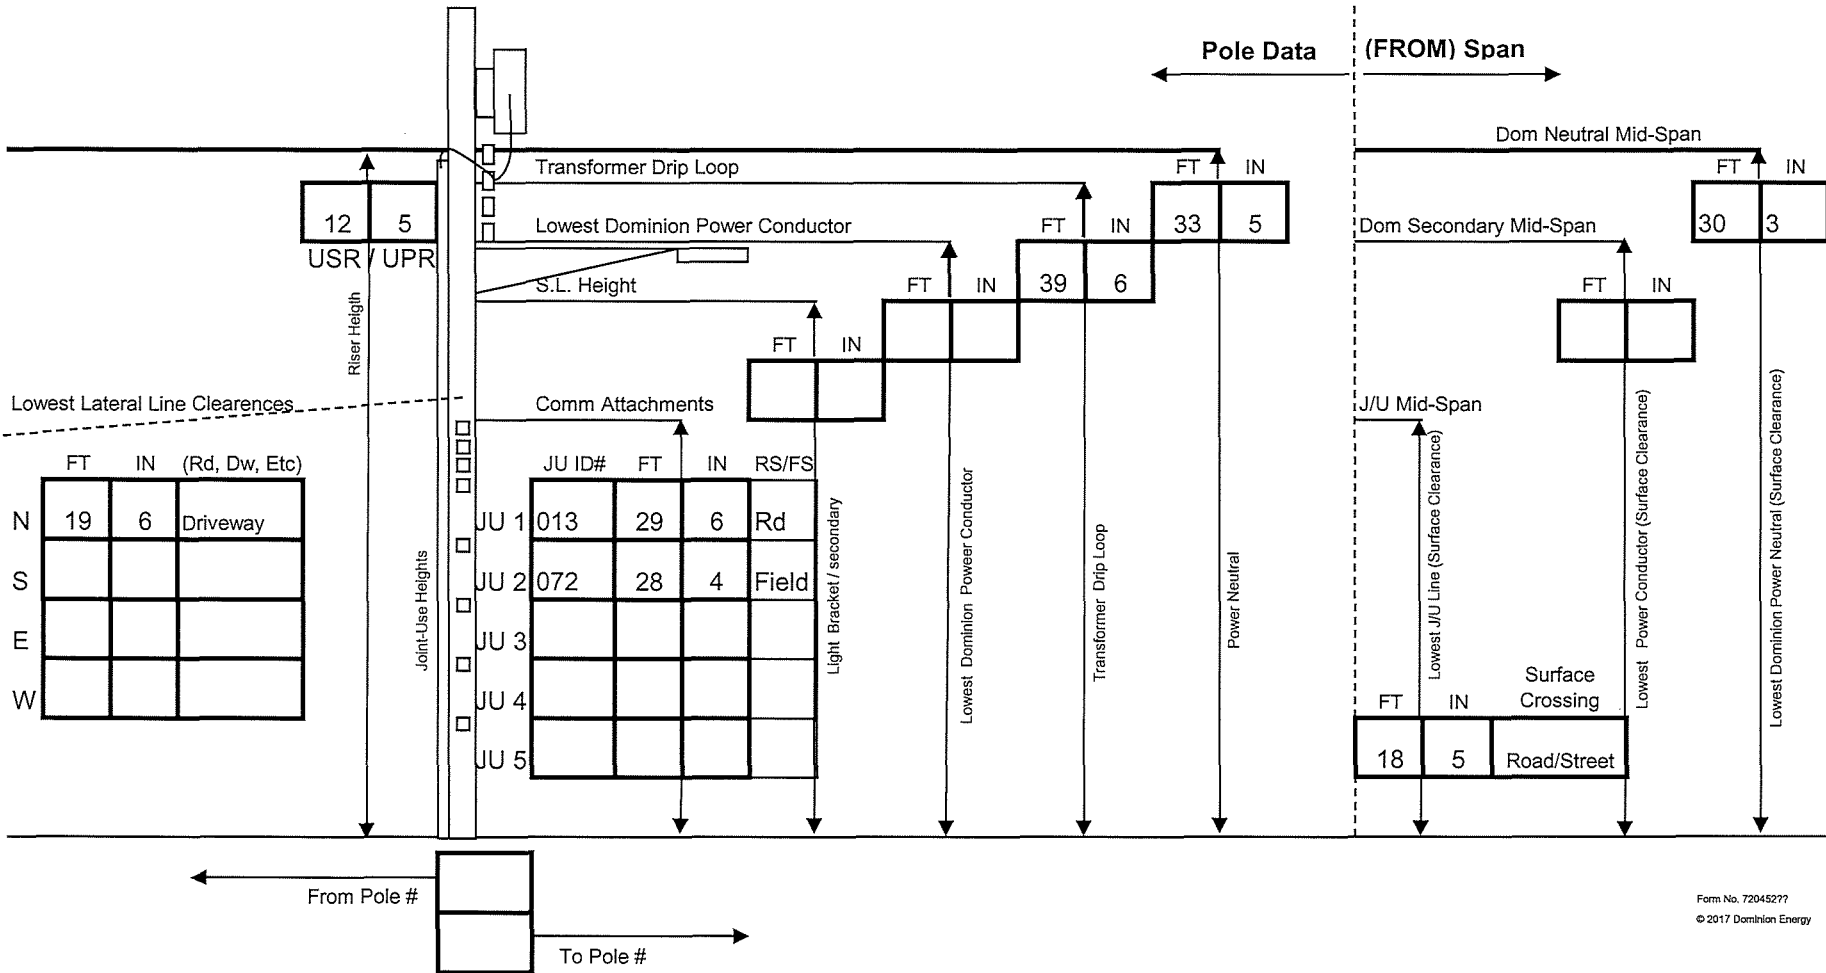 Pole Data (FROM) Span
Dom Neutral Mid-Span
Transformer Drip Loop
FT IN
FT IN
12 5
33 5
30 3
Lowest Dominion Power Conductor
FT IN
Dom Secondary Mid-Span
USR / UPR
39 6
S.L. Height
FT IN
FT IN
Riser Heigth
FT IN
Lowest Lateral Line Clearences
Comm Attachments
J/U Mid-Span
FT IN (Rd, Dw, Etc)
JU ID# FT IN RS/FS
N 19 6 Driveway
JU 1 013 29 6 Rd
S
JU 2 072 28 4 Field
E
JU 3
W
JU 4
JU 5
Joint-Use Heights
Light Bracket / secondary
Lowest Dominion Poweer Conductor
Transformer Drip Loop
Power Neutral
Lowest J/U Line (Surface Clearance)
Lowest Power Conductor (Surface Clearance)
Lowest Dominion Power Neutral (Surface Clearance)
Surface
Crossing
FT IN
18 5 Road/Street
From Pole #
To Pole #
Form No. 720452??
© 2017 Dominion Energy